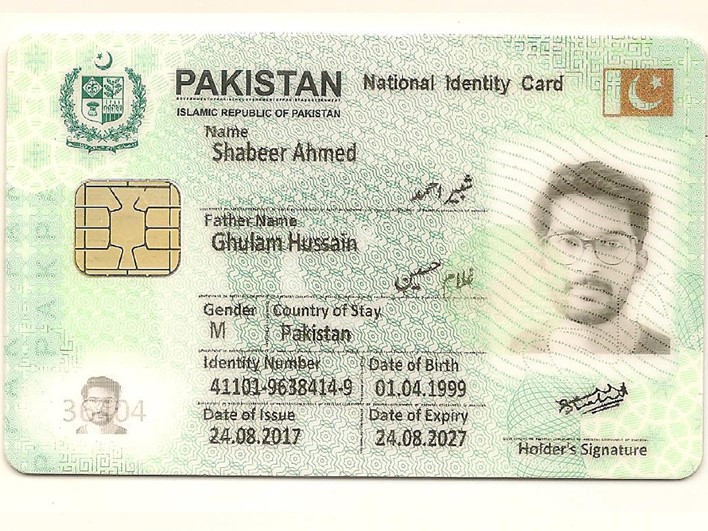 PAKISTAN National Identity Card
ISLAMIC REPUBLIC OF PAKISTAN
Name
Shabeer Ahmed
شبیر احمد
Father Name
Ghulam Hussain
غلام حسین
Gender Country of Stay
M Pakistan
Identity Number Date of Birth
41101-9638414-9 01.04.1999
Date of Issue Date of Expiry
24.08.2017 24.08.2027
Holder's Signature